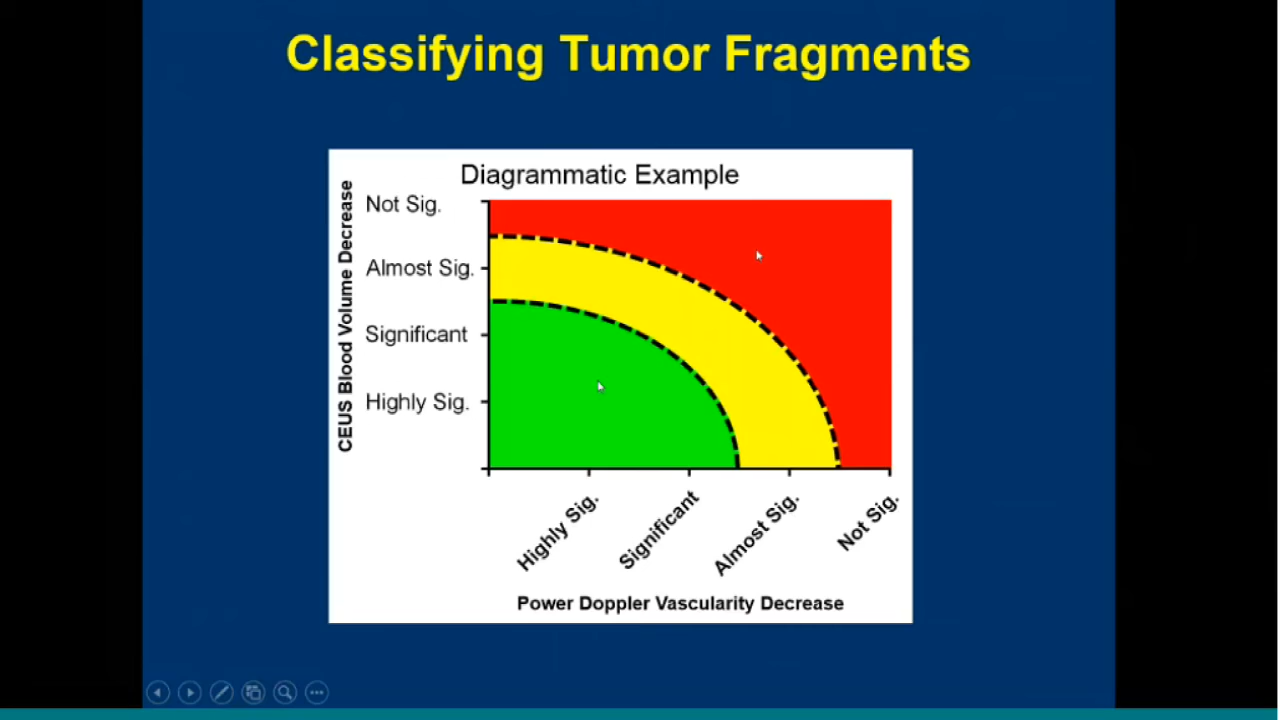 Classifying Tumor Fragments
Diagrammatic Example
CEUS Blood Volume Decrease
Not Sig.
Almost Sig.
Significant
Highly Sig.
Highly Sig.
Significant
Almost Sig.
Not Sig.
Power Doppler Vascularity Decrease